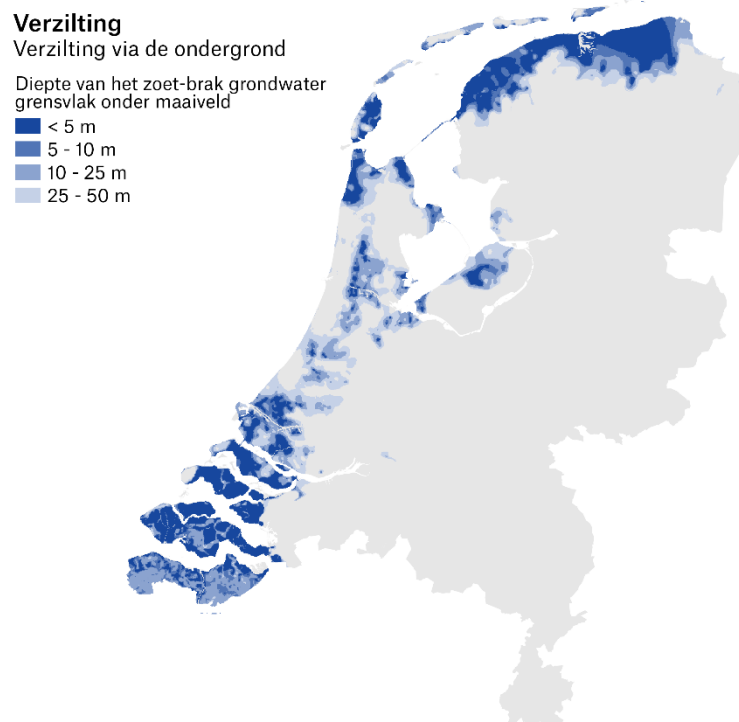 Verzilting
Verzilting via de ondergrond
Diepte van het zoet-brak grondwater
grensvlak onder maaiveld
< 5 m
5 - 10 m
10 - 25 m
25 - 50 m